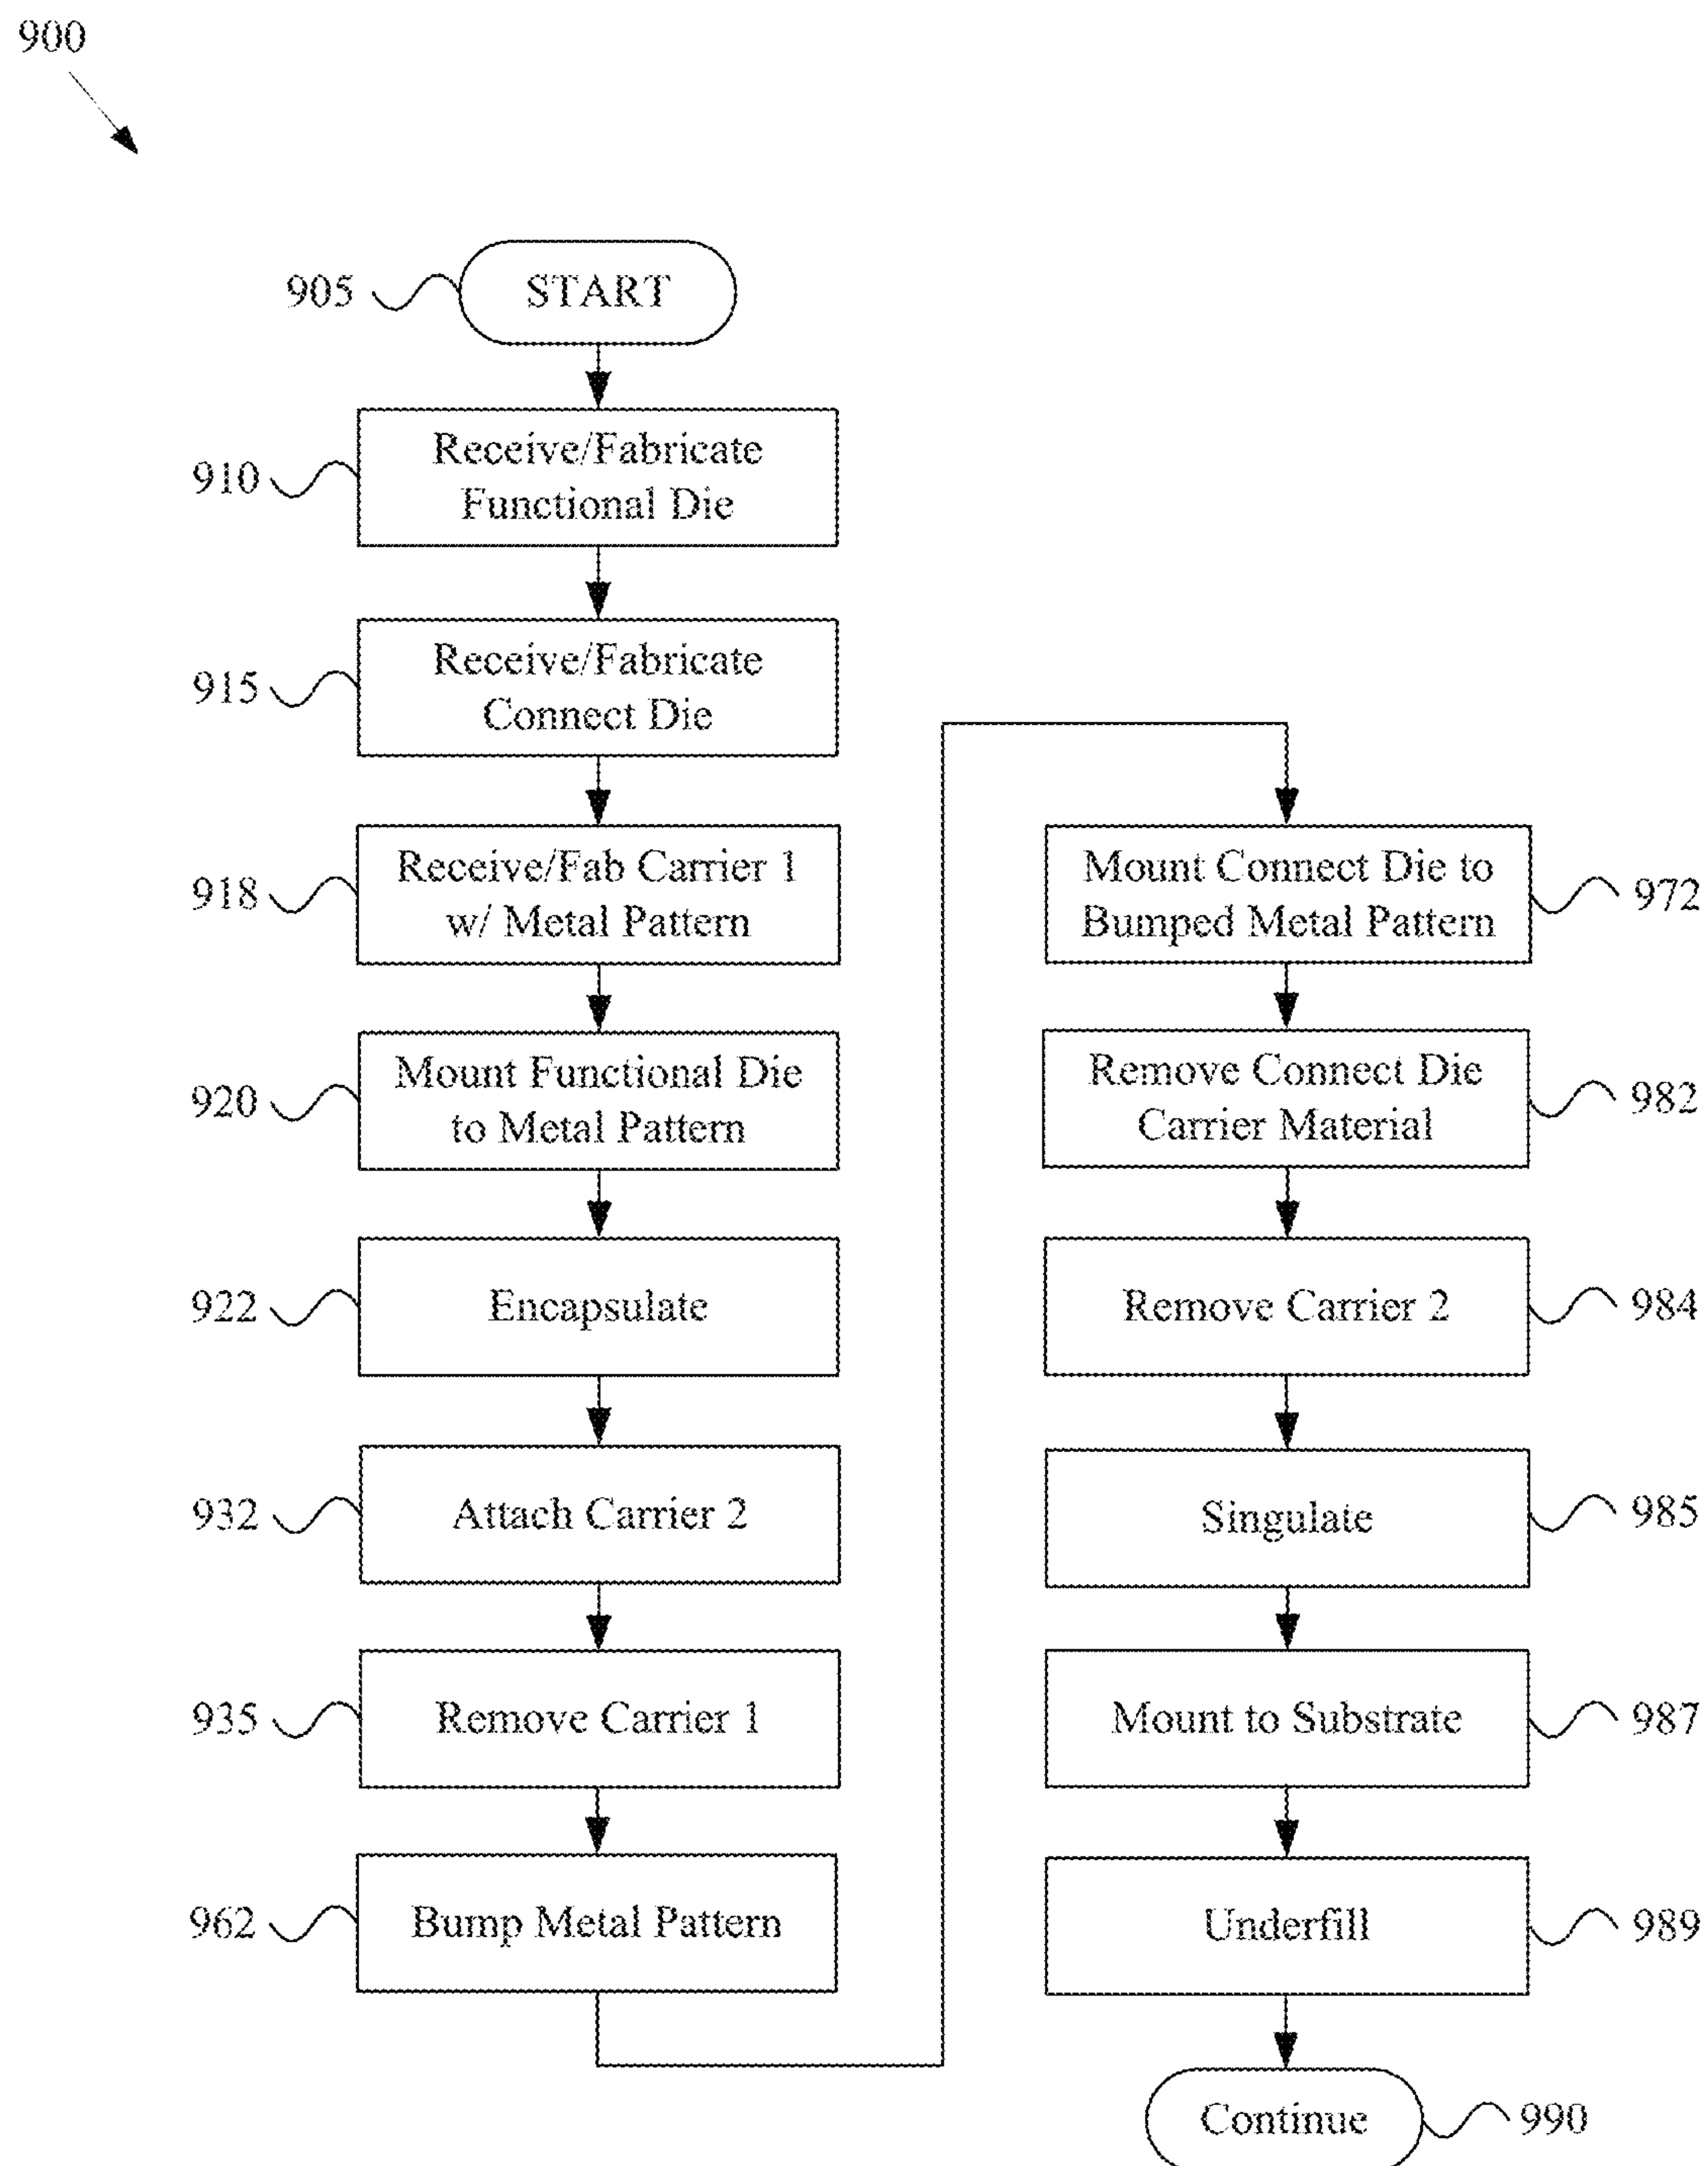 900
905
START
910
Receive/Fabricate
Functional Die
915
Receive/Fabricate
Connect Die
918
Receive/Fab Carrier 1
w/ Metal Pattern
920
Mount Functional Die
to Metal Pattern
922
Encapsulate
932
Attach Carrier 2
935
Remove Carrier 1
962
Bump Metal Pattern
Mount Connect Die to
Bumped Metal Pattern
972
Remove Connect Die
Carrier Material
982
Remove Carrier 2
984
Singulate
985
Mount to Substrate
987
Underfill
989
Continue
990